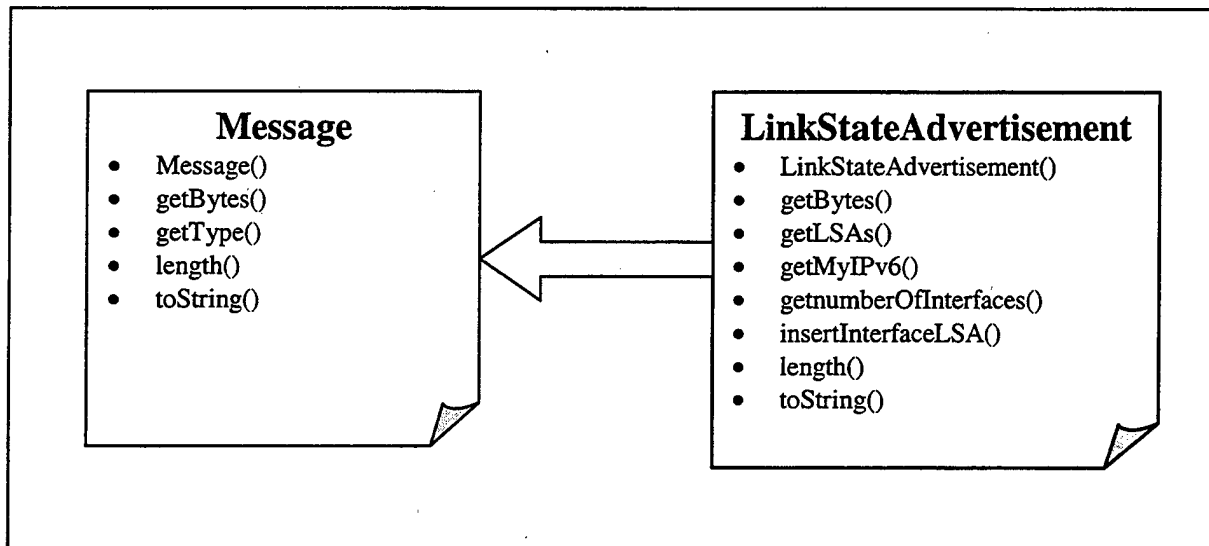 Message
• Message()
• getBytes()
• getType()
• length()
• toString()
LinkStateAdvertisement
• LinkStateAdvertisement()
• getBytes()
• getLSAs()
• getMyIPv6()
• getnumberOfInterfaces()
• insertInterfaceLSA()
• length()
• toString()